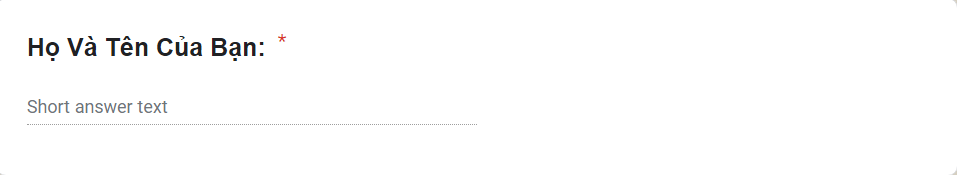 Họ Và Tên Của Bạn: *
Short answer text